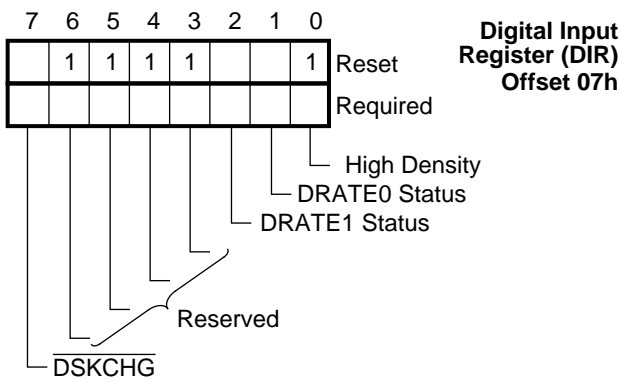 7 6 5 4 3 2 1 0
Digital Input
Register (DIR)
Offset 07h
1 1 1 1 1 Reset
Required
High Density
DRATE0 Status
DRATE1 Status
Reserved
DSKCHG